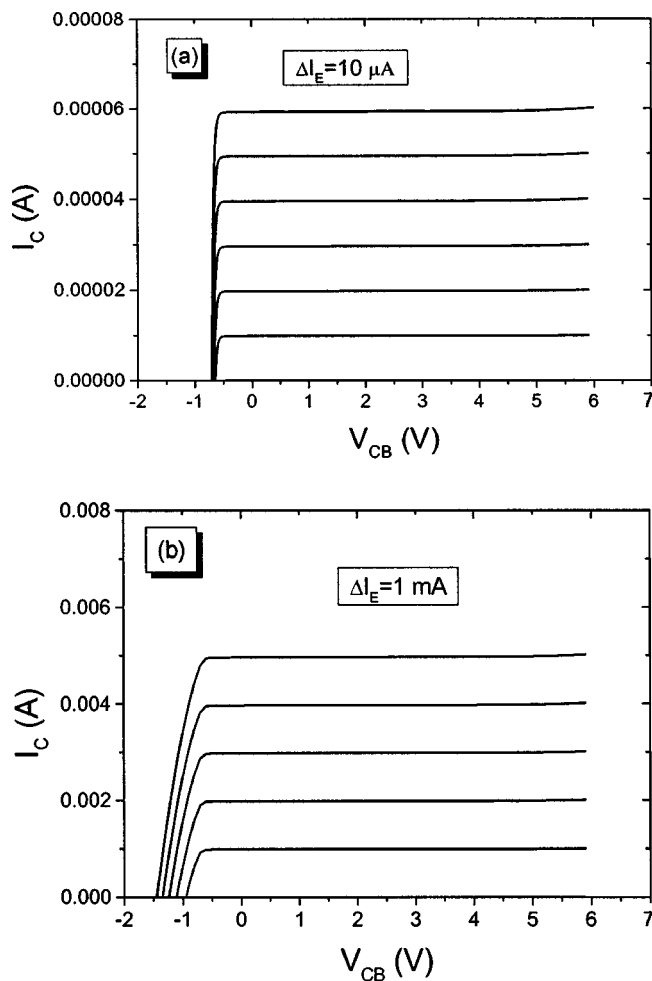 (a)
ΔI_E=10 μA
0.00008
0.00006
0.00004
0.00002
0.00000
I_C (A)
-2 -1 0 1 2 3 4 5 6 7
V_CB (V)
(b)
ΔI_E=1 mA
0.008
0.006
0.004
0.002
0.000
I_C (A)
-2 -1 0 1 2 3 4 5 6 7
V_CB (V)